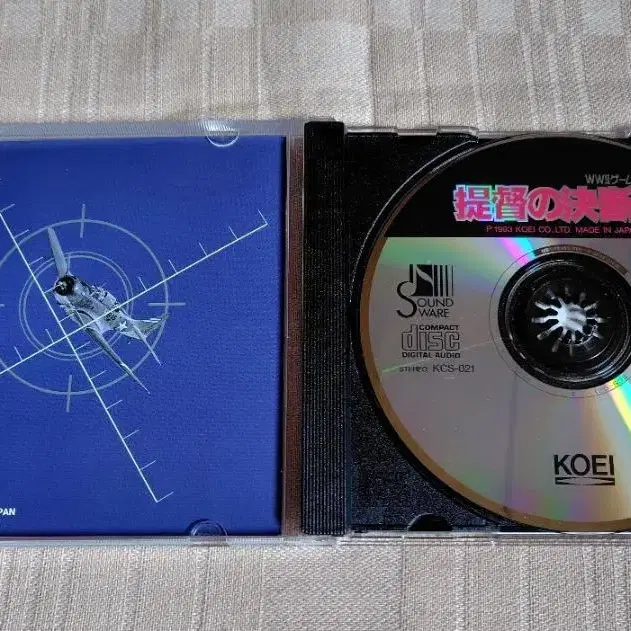 WWIIゲーム
提督の決断
P 1993 KOEI CO.,LTD. MADE IN JAPA
SOUND
WARE
COMPACT
disc
DIGITAL AUDIO
STEREO KCS-021
KOEI
PAN